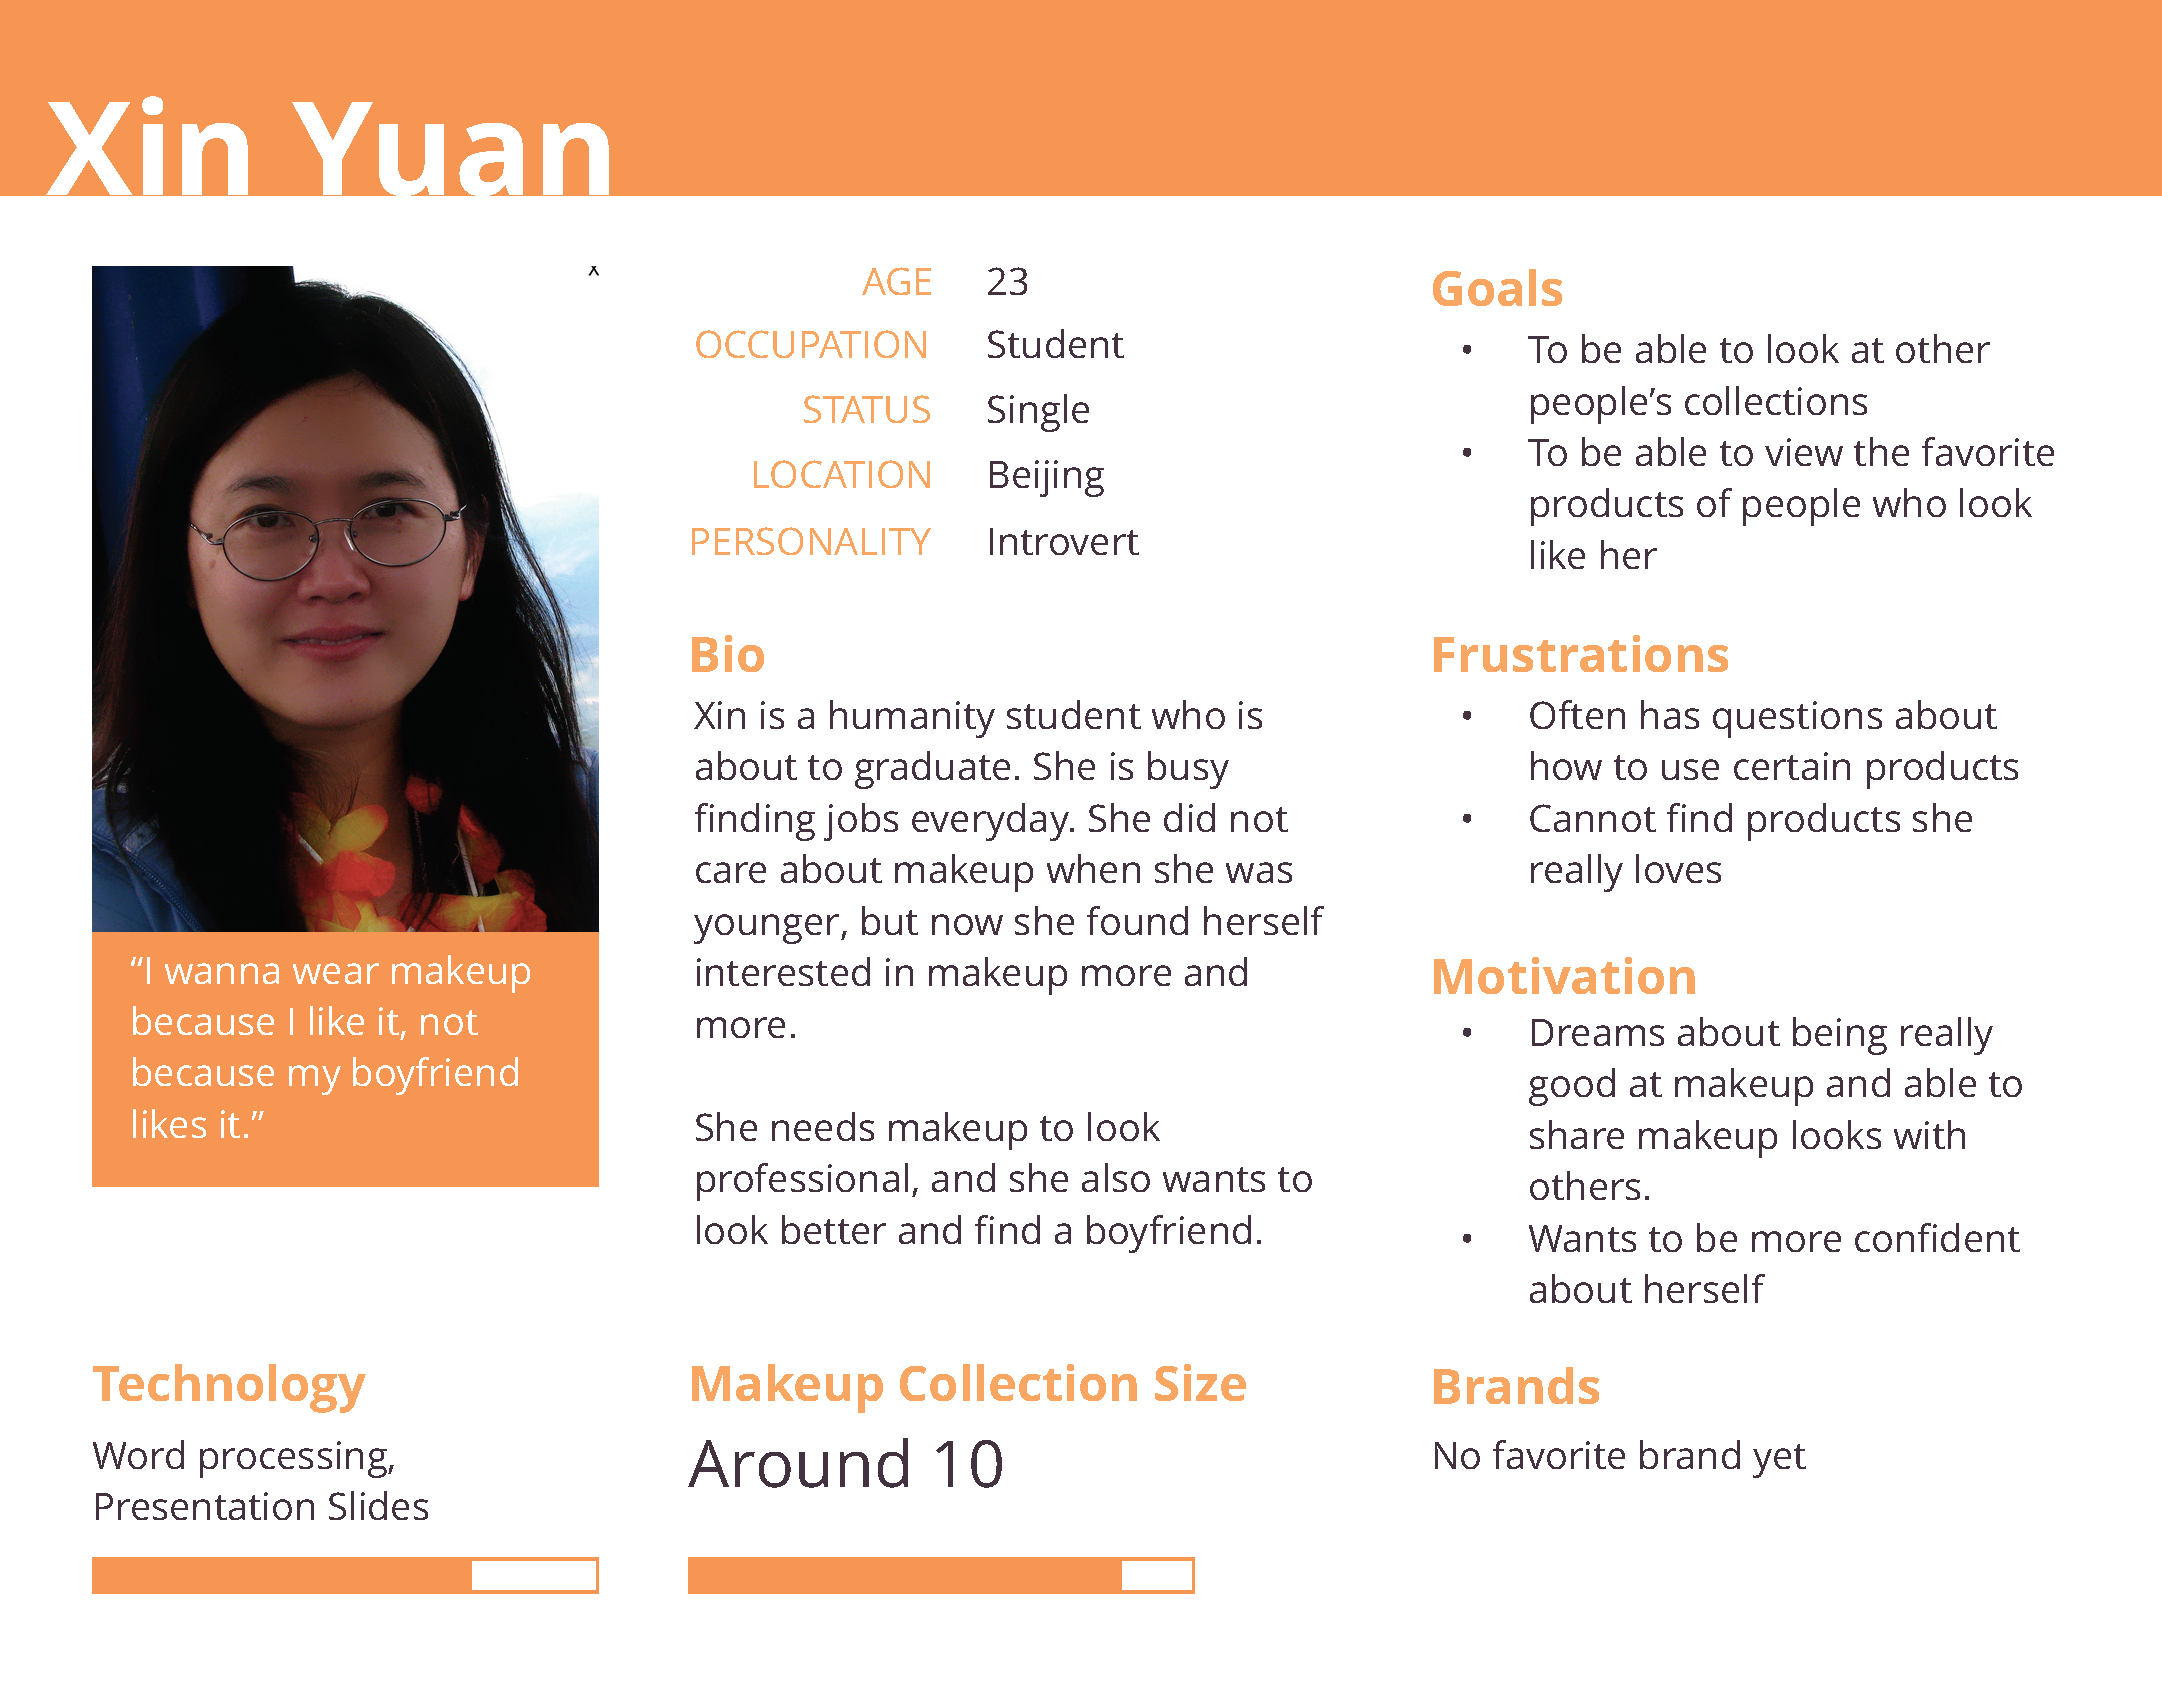 Xin Yuan
x
“I wanna wear makeup
because I like it, not
because my boyfriend
likes it.”
AGE 23
OCCUPATION Student
STATUS Single
LOCATION Beijing
PERSONALITY Introvert
Bio
Xin is a humanity student who is
about to graduate. She is busy
finding jobs everyday. She did not
care about makeup when she was
younger, but now she found herself
interested in makeup more and
more.
She needs makeup to look
professional, and she also wants to
look better and find a boyfriend.
Goals
• To be able to look at other
people’s collections
• To be able to view the favorite
products of people who look
like her
Frustrations
• Often has questions about
how to use certain products
• Cannot find products she
really loves
Motivation
• Dreams about being really
good at makeup and able to
share makeup looks with
others.
• Wants to be more confident
about herself
Technology
Word processing,
Presentation Slides
Makeup Collection Size
Around 10
Brands
No favorite brand yet